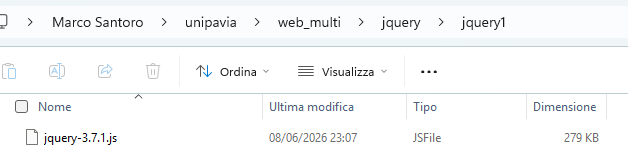 Marco Santoro > unipavia > web_multi > jquery > jquery1
Ordina Visualizza ...
Nome Ultima modifica Tipo Dimensione
jquery-3.7.1.js 08/06/2026 23:07 JSFile 279 KB